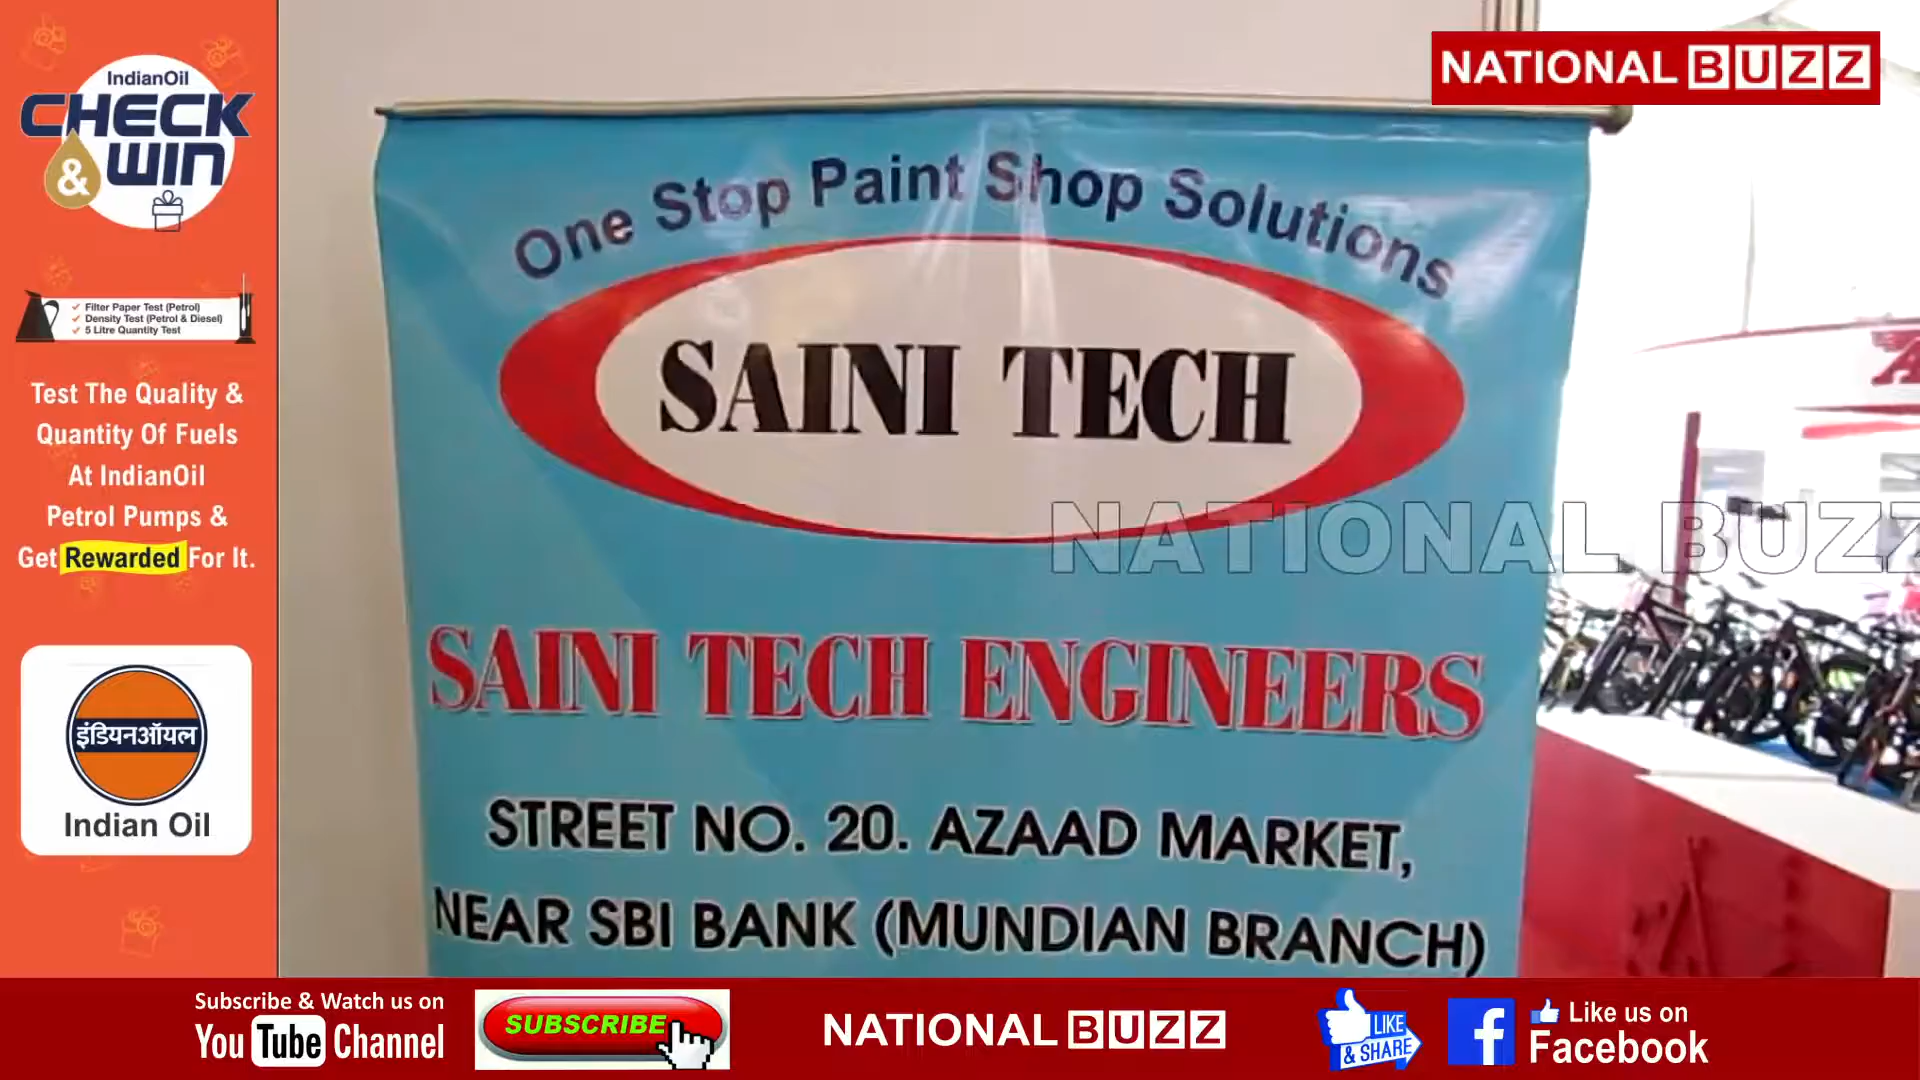 IndianOil
CHECK
& WIN
✓ Filter Paper Test (Petrol)
✓ Density Test (Petrol & Diesel)
✓ 5 Litre Quantity Test
Test The Quality &
Quantity Of Fuels
At IndianOil
Petrol Pumps &
Get Rewarded For It.
इंडियनऑयल
Indian Oil
NATIONAL BUZZ
One Stop Paint Shop Solutions
SAINI TECH
NATIONAL BUZZ
SAINI TECH ENGINEERS
STREET NO. 20. AZAAD MARKET,
NEAR SBI BANK (MUNDIAN BRANCH)
Subscribe & Watch us on
You Tube Channel
SUBSCRIBE
NATIONAL BUZZ
LIKE
& SHARE
f
Like us on
Facebook